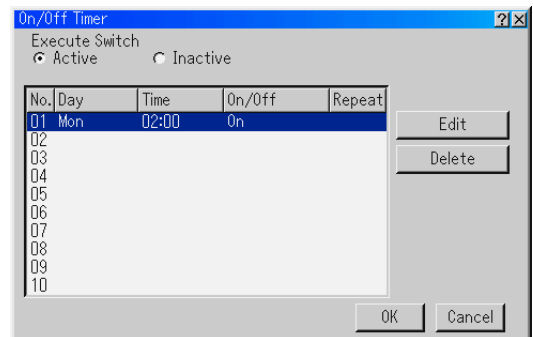 On/Off Timer
Execute Switch
Active Inactive
No. Day Time On/Off Repeat
01 Mon 02:00 On
02
03
04
05
06
07
08
09
10
Edit
Delete
OK Cancel